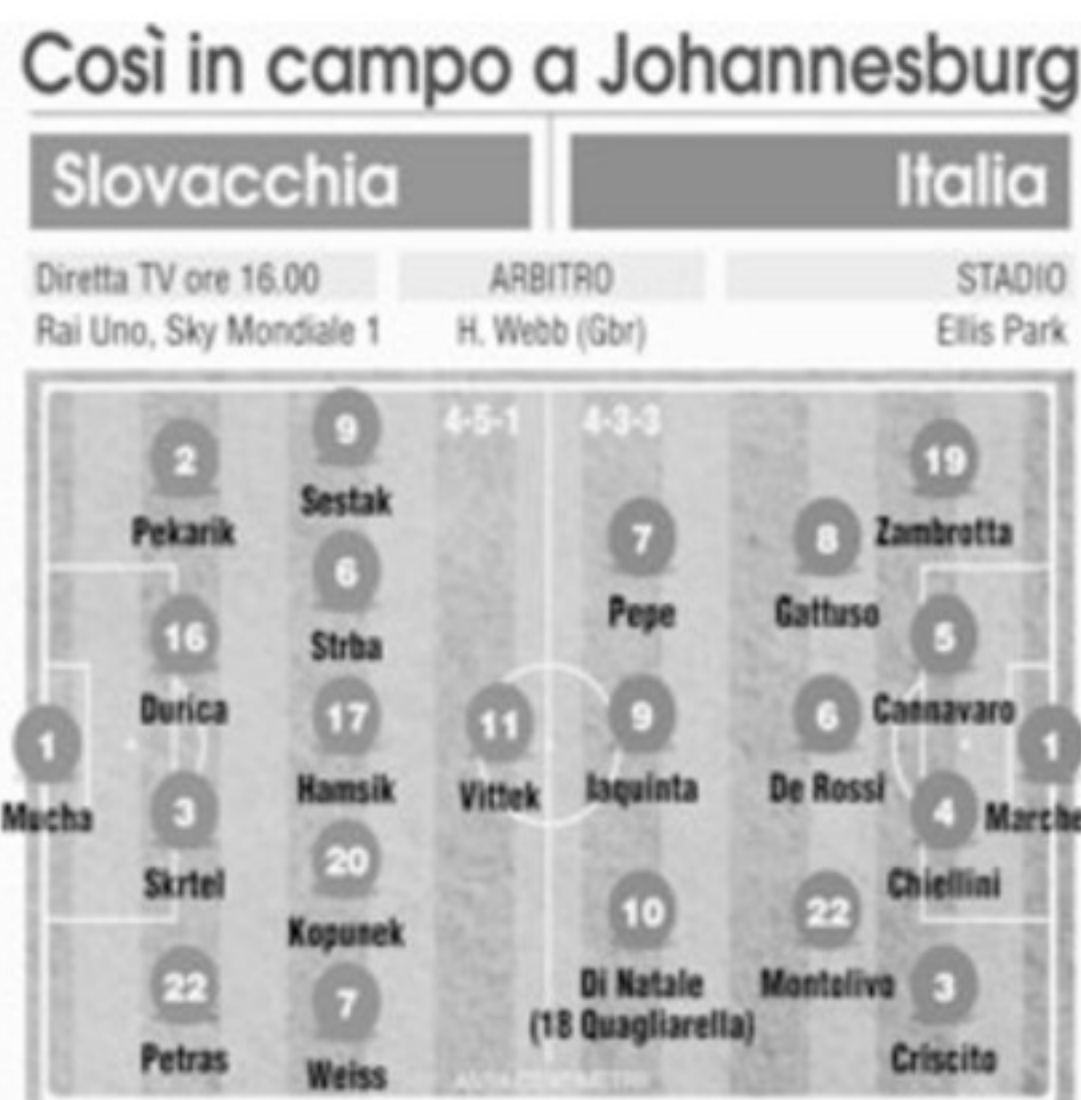 Così in campo a Johannesburg
Slovacchia
Italia
Diretta TV ore 16.00
ARBITRO
STADIO
Rai Uno, Sky Mondiale 1
H. Webb (Gbr)
Ellis Park
4-5-1
4-3-3
1
Mucha
2
Pekarik
16
Durica
3
Skrtel
22
Petras
9
Sestak
6
Strba
17
Hamsik
20
Kopunek
7
Weiss
11
Vittek
7
Pepe
9
Iaquinta
10
Di Natale
(18 Quagliarella)
8
Gattuso
6
De Rossi
22
Montolivo
19
Zambrotta
5
Cannavaro
4
Chiellini
3
Criscito
1
Marche